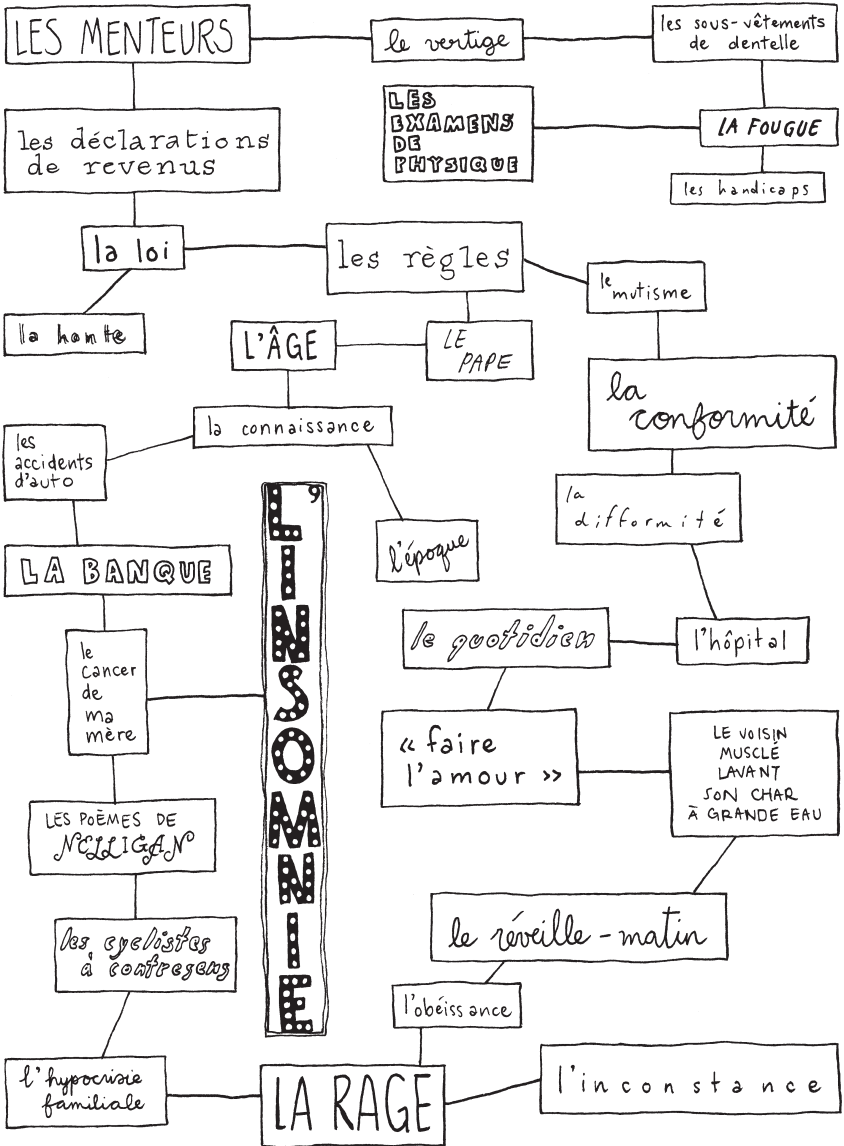 LES MENTEURS
le vertige
les sous-vêtements
de dentelle
LES
EXAMENS
DE
PHYSIQUE
LA FOUGUE
les handicaps
les déclarations
de revenus
la loi
les règles
le
mutisme
la honte
L'ÂGE
LE
PAPE
la
conformité
la connaissance
les
accidents
d'auto
la
difformité
L'INSOMNIE
l'époque
LA BANQUE
le quotidien
l'hôpital
le
cancer
de
ma
mère
« faire
l'amour »
LE VOISIN
MUSCLÉ
LAVANT
SON CHAR
À GRANDE EAU
LES POÈMES DE
NELLIGAN
le réveille-matin
les cyclistes
à contresens
l'obéissance
l'hypocrisie
familiale
LA RAGE
l'inconstance